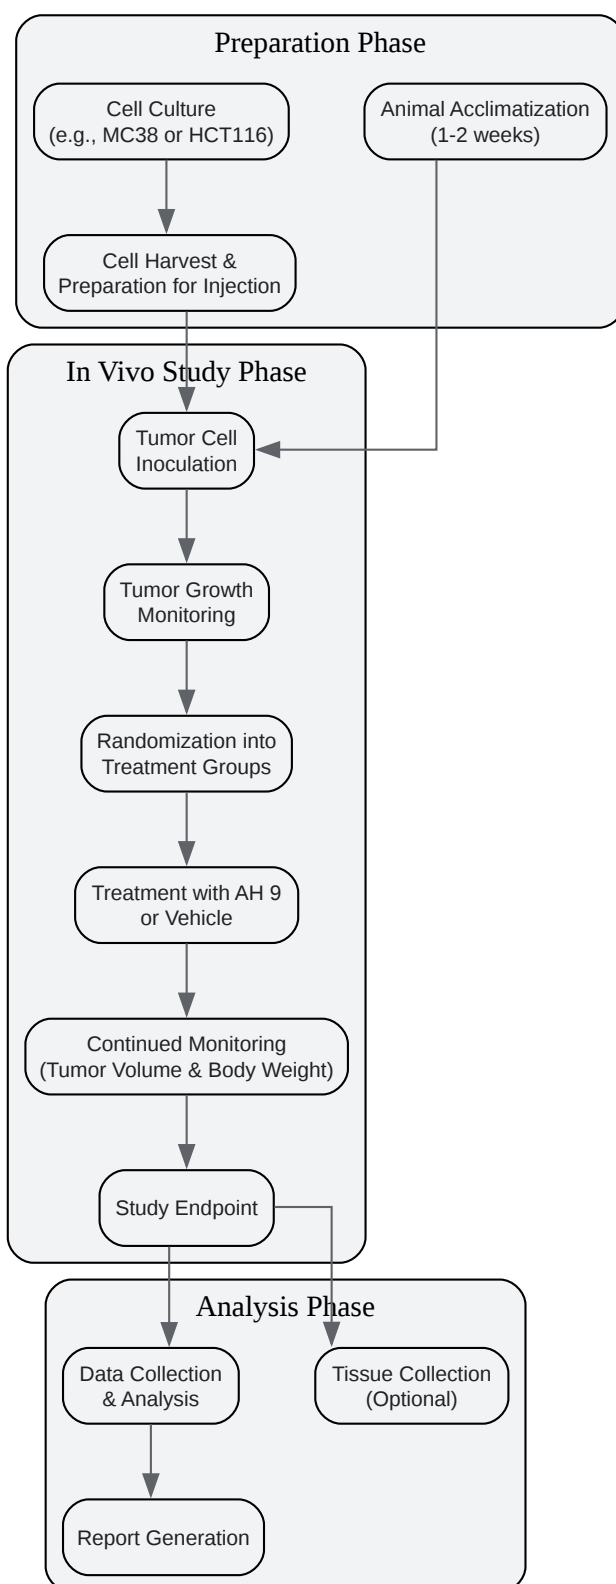 Preparation Phase
Cell Culture
(e.g., MC38 or HCT116)
Animal Acclimatization
(1-2 weeks)
Cell Harvest &
Preparation for Injection
In Vivo Study Phase
Tumor Cell
Inoculation
Tumor Growth
Monitoring
Randomization into
Treatment Groups
Treatment with AH 9
or Vehicle
Continued Monitoring
(Tumor Volume & Body Weight)
Study Endpoint
Analysis Phase
Data Collection
& Analysis
Tissue Collection
(Optional)
Report Generation